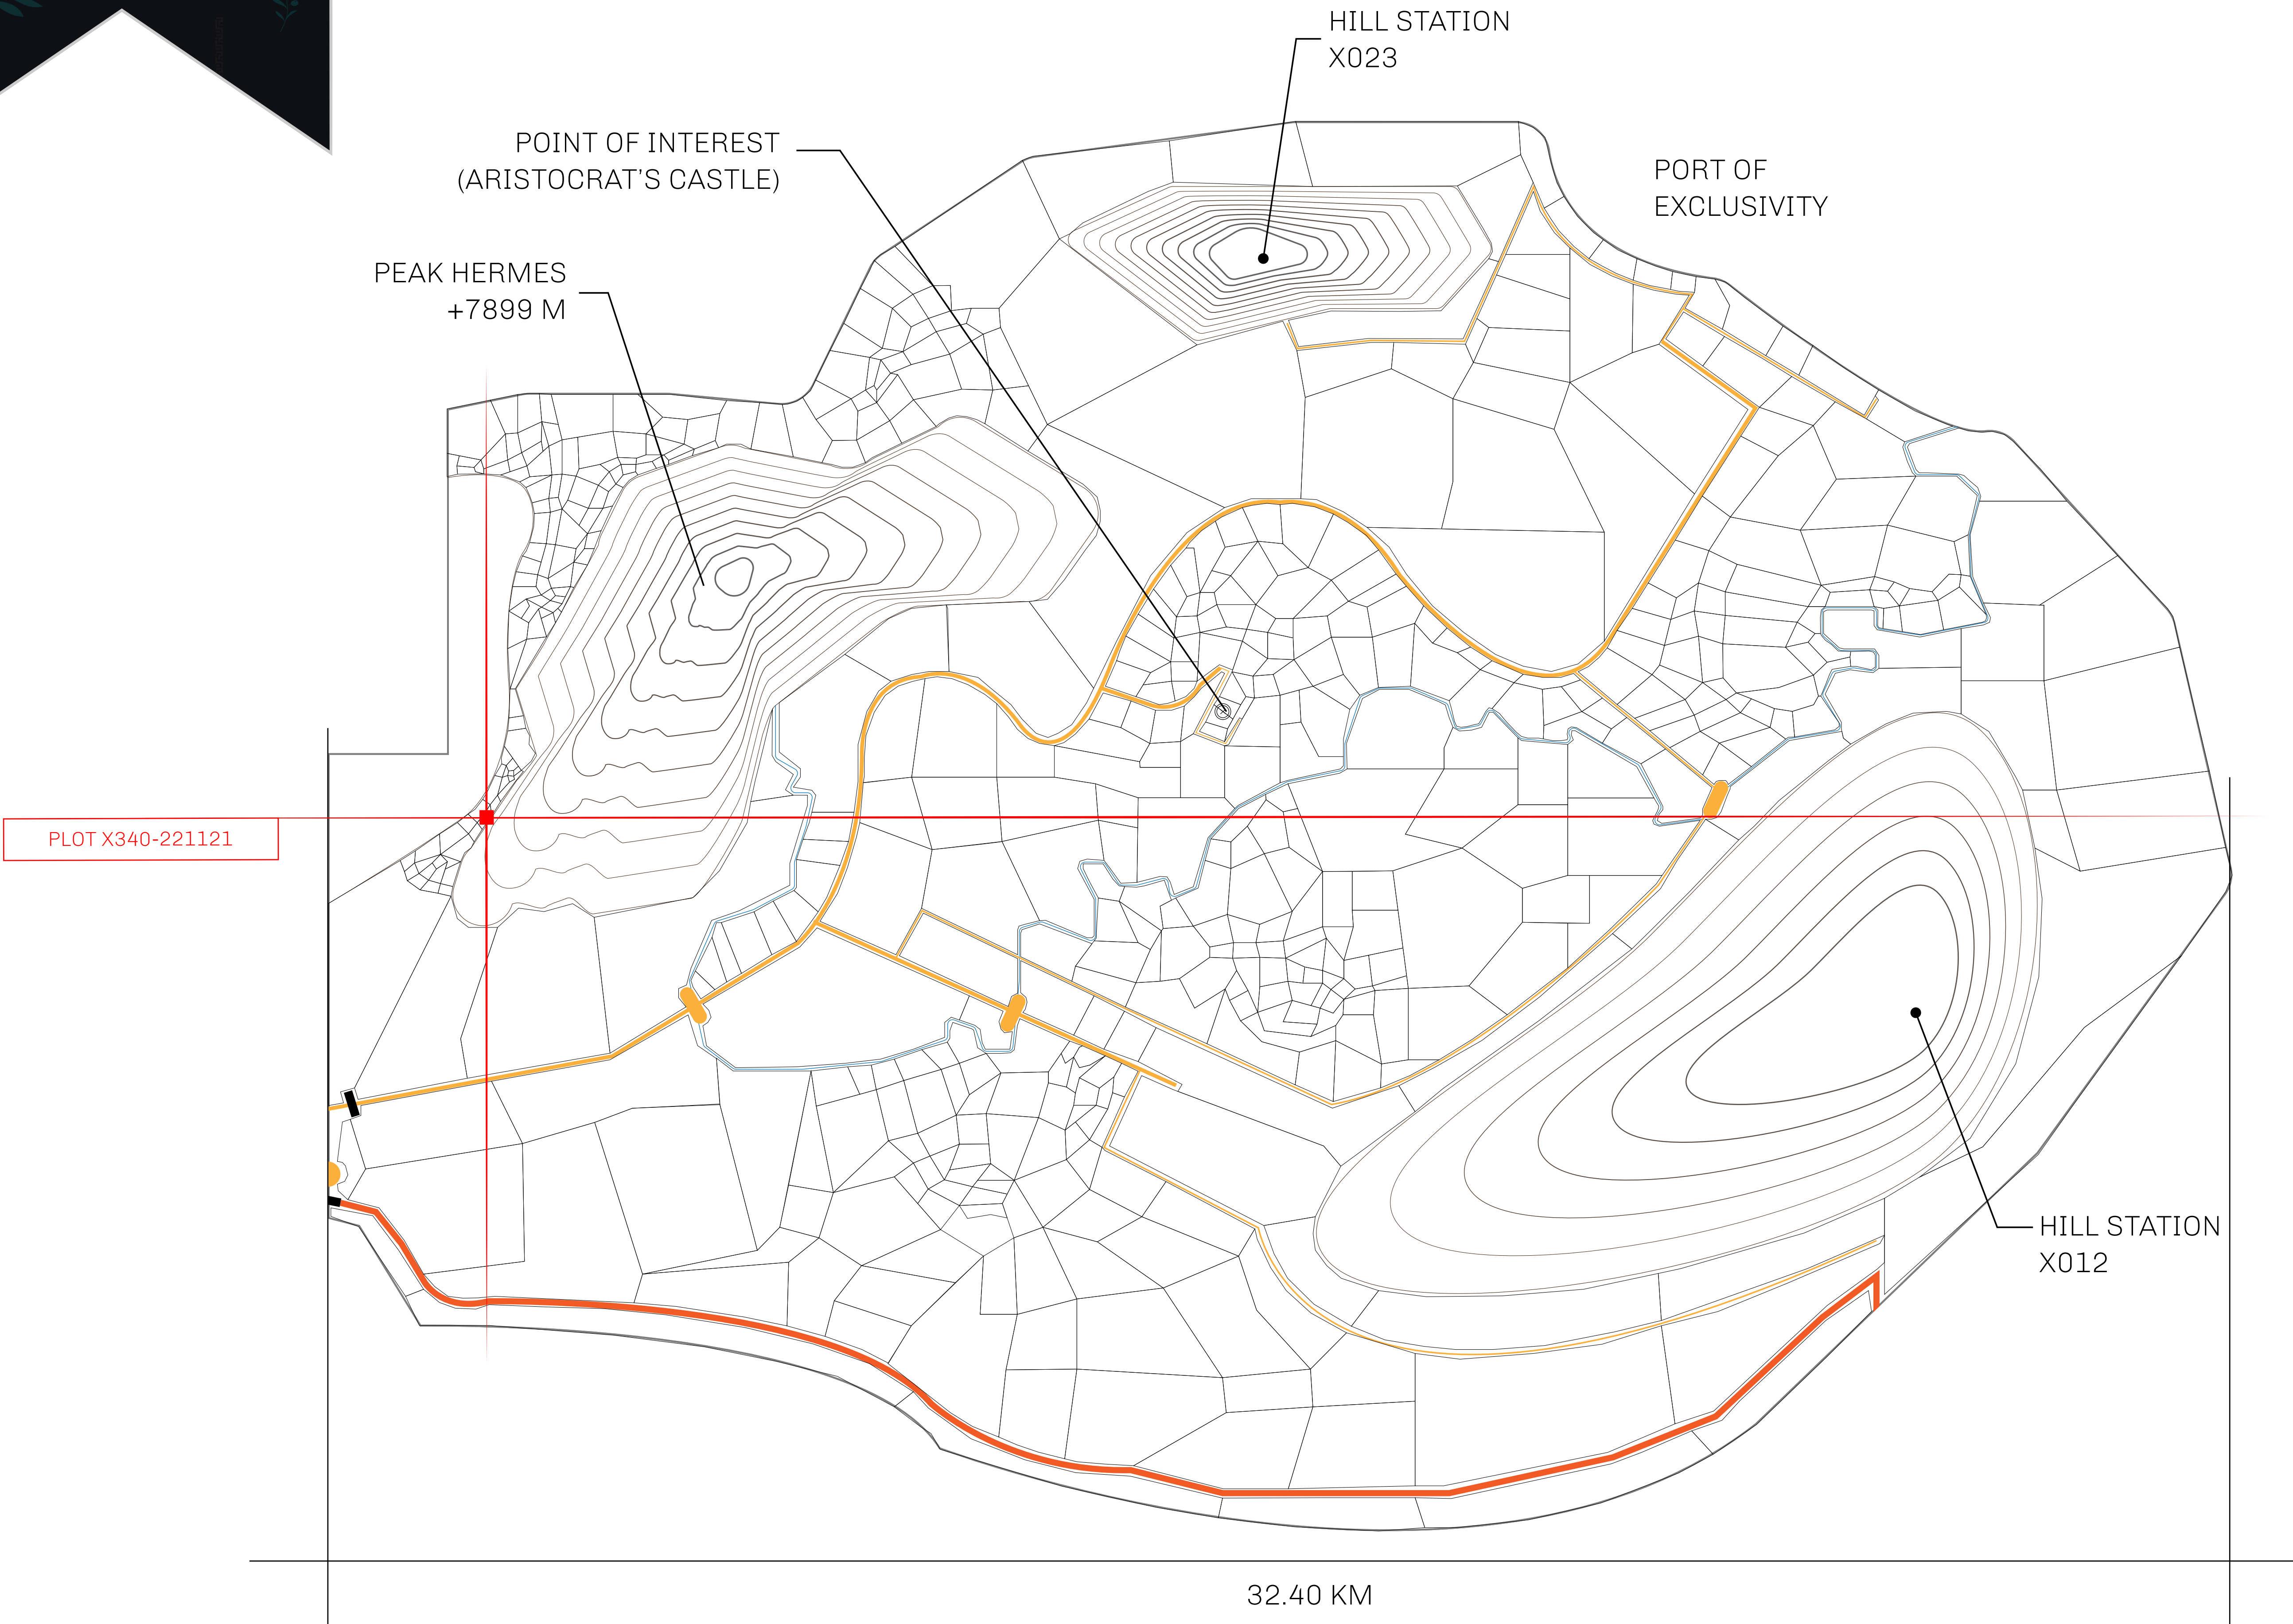 HILL STATION
X023
POINT OF INTEREST
(ARISTOCRAT'S CASTLE)
PORT OF
EXCLUSIVITY
PEAK HERMES
+7899 M
PLOT X340-221121
HILL STATION
X012
32.40 KM